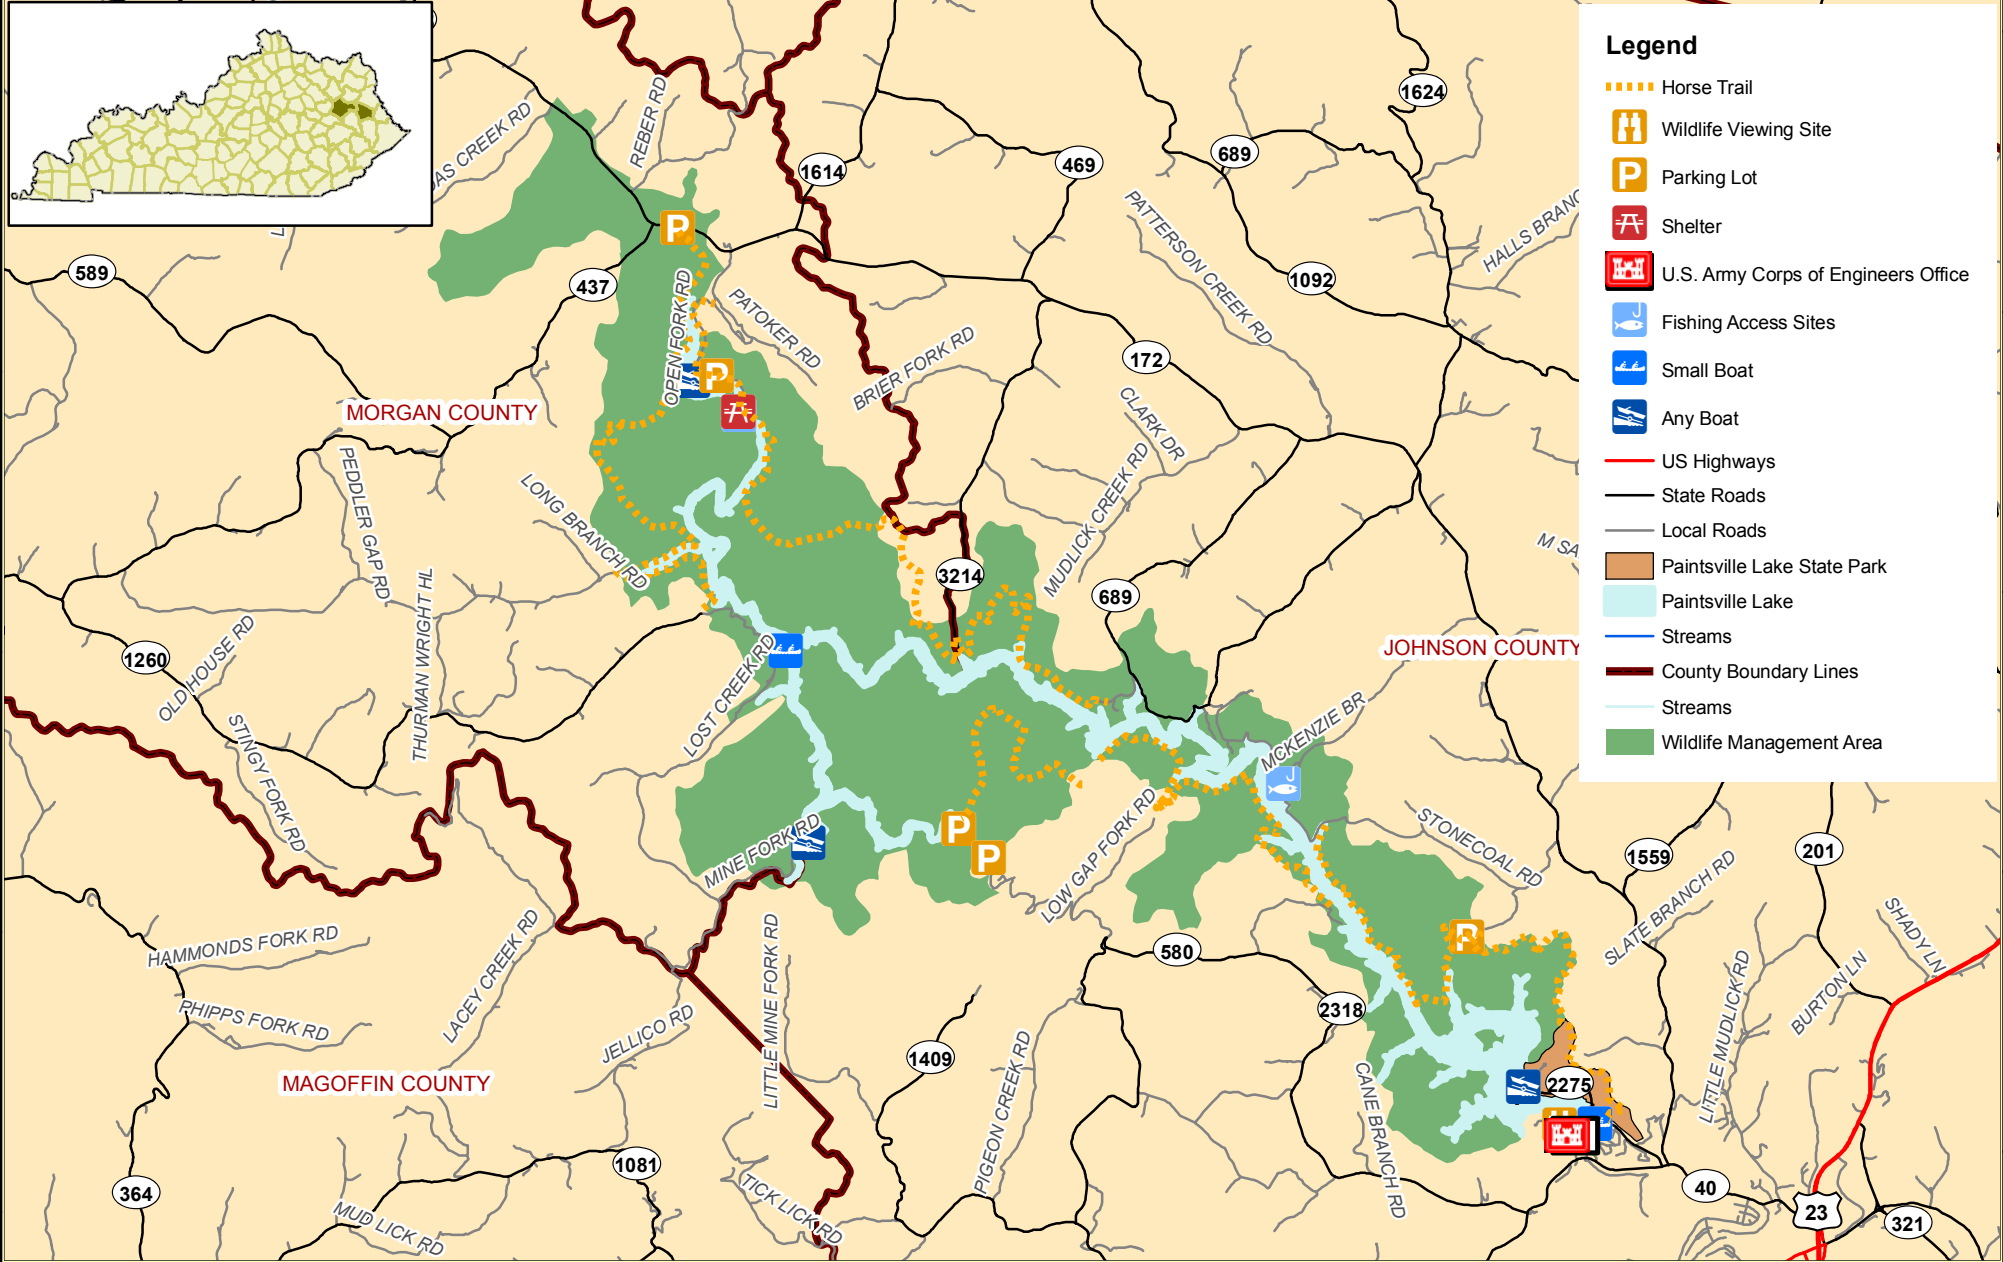 Legend
Horse Trail
Wildlife Viewing Site
P Parking Lot
Shelter
U.S. Army Corps of Engineers Office
Fishing Access Sites
Small Boat
Any Boat
US Highways
State Roads
Local Roads
Paintsville Lake State Park
Paintsville Lake
Streams
County Boundary Lines
Streams
Wildlife Management Area
REBER RD
1624
689
469
1614
PATTERSON CREEK RD
P
589
437
1092
OPEN FORK RD
PATOKER RD
BRIER FORK RD
172
P
CLARK DR
MORGAN COUNTY
PEDDLER GAP RD
LONG BRANCH RD
MUDLICK CREEK RD
3214
689
THURMAN WRIGHT HL
OLD HOUSE RD
1260
LOST CREEK RD
JOHNSON COUNTY
MCKENZIE BR
STINGY FORK RD
MINE FORK RD
P
P
LOW GAP FORK RD
STONECOAL RD
1559
201
SLATE BRANCH RD
SHADY LN
HAMMONDS FORK RD
LACEY CREEK RD
LITTLE MINE FORK RD
580
P
LITTLE MUDLICK RD
BURTON LN
PHIPPS FORK RD
JELLICO RD
2318
1409
PIGEON CREEK RD
MAGOFFIN COUNTY
CANE BRANCH RD
2275
364
1081
TICK LICK RD
MUD LICK RD
40
23
321